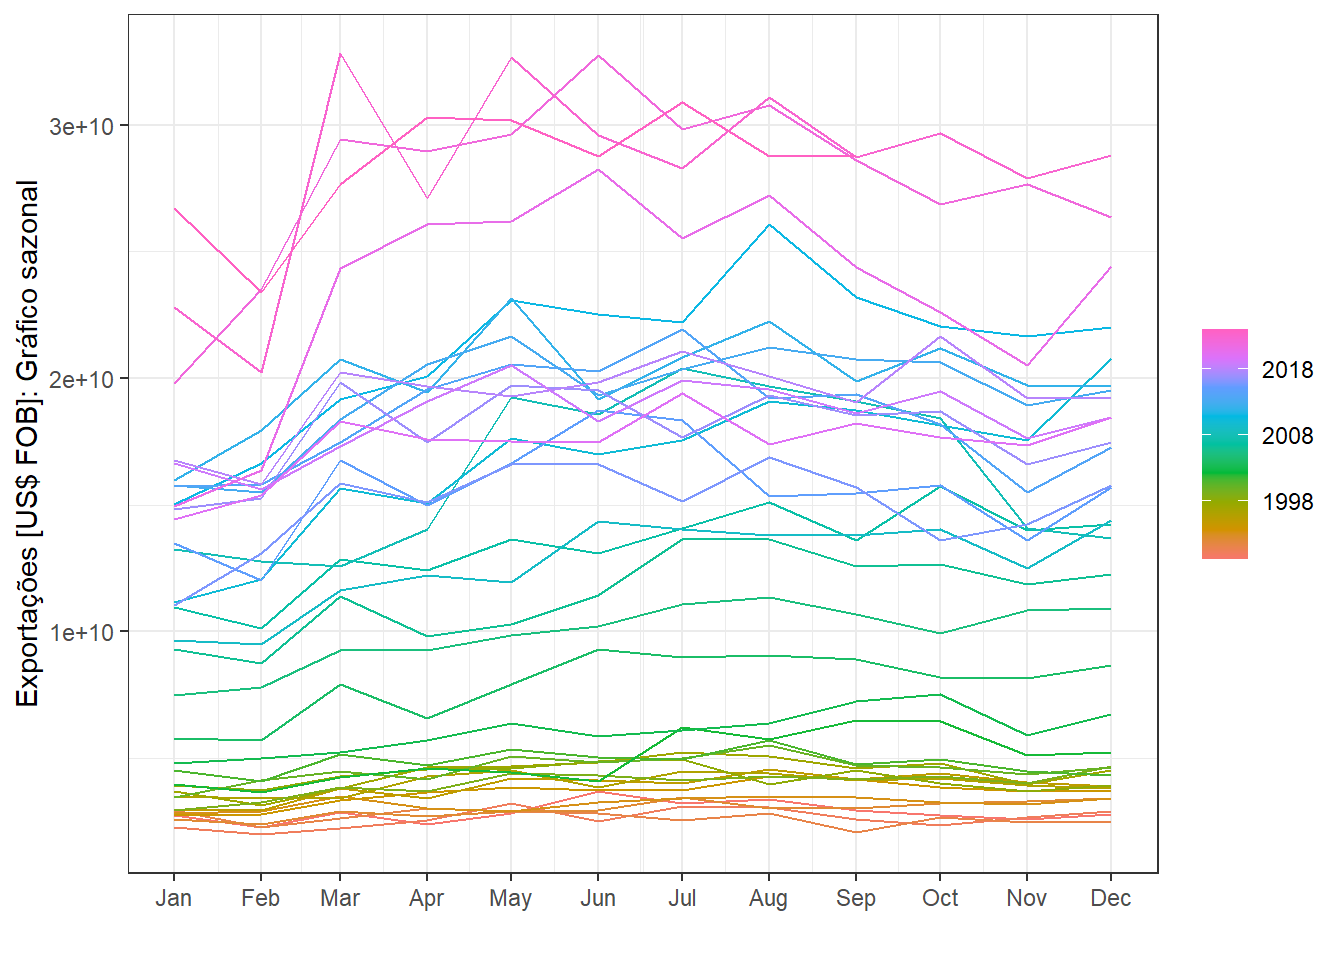 Exportações [US$ FOB]: Gráfico sazonal
3e+10
2e+10
1e+10
Jan Feb Mar Apr May Jun Jul Aug Sep Oct Nov Dec
2018
2008
1998